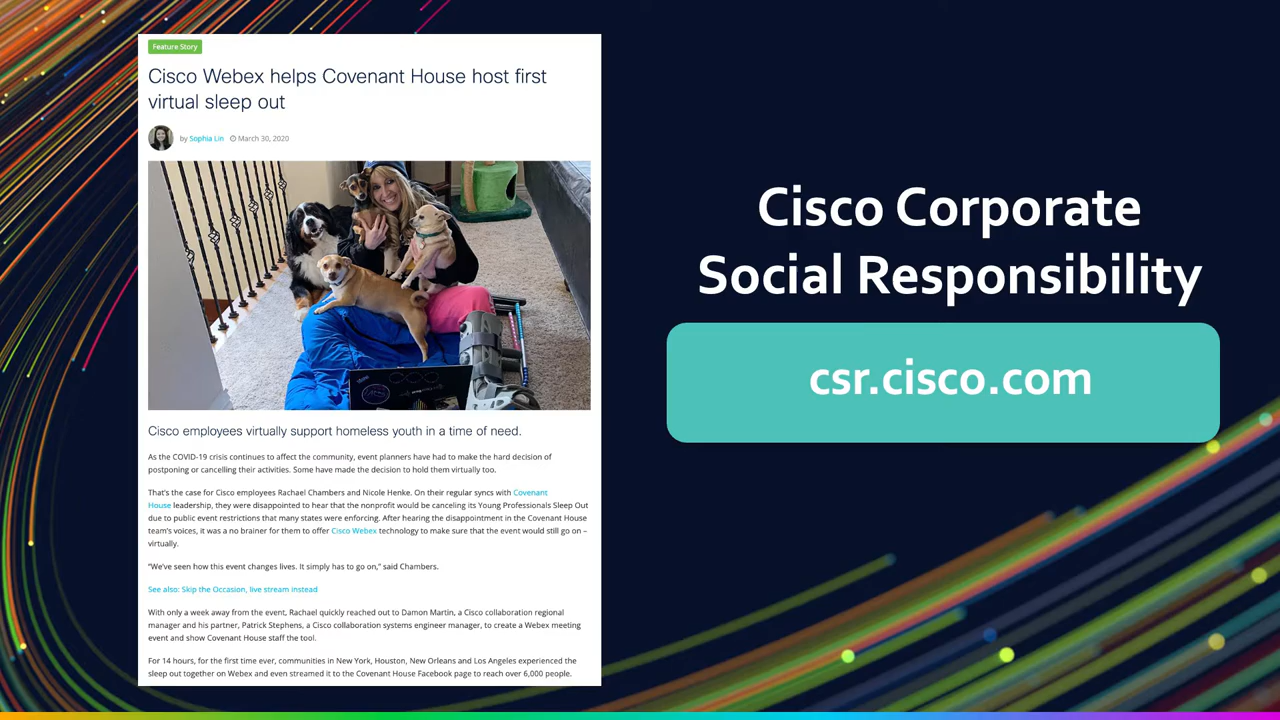 Feature Story
Cisco Webex helps Covenant House host first
virtual sleep out
by Sophia Lin March 30, 2020
Cisco employees virtually support homeless youth in a time of need.
As the COVID-19 crisis continues to affect the community, event planners have had to make the hard decision of
postponing or cancelling their activities. Some have made the decision to hold them virtually too.
That's the case for Cisco employees Rachael Chambers and Nicole Henke. On their regular syncs with Covenant
House leadership, they were disappointed to hear that the nonprofit would be canceling its Young Professionals Sleep Out
due to public event restrictions that many states were enforcing. After hearing the disappointment in the Covenant House
team's voices, it was a no brainer for them to offer Cisco Webex technology to make sure that the event would still go on –
virtually.
"We've seen how this event changes lives. It simply has to go on," said Chambers.
See also: Skip the Occasion, live stream instead
With only a week away from the event, Rachael quickly reached out to Damon Martin, a Cisco collaboration regional
manager and his partner, Patrick Stephens, a Cisco collaboration systems engineer manager, to create a Webex meeting
event and show Covenant House staff the tool.
For 14 hours, for the first time ever, communities in New York, Houston, New Orleans and Los Angeles experienced the
sleep out together on Webex and even streamed it to the Covenant House Facebook page to reach over 6,000 people.
Cisco Corporate
Social Responsibility
csr.cisco.com